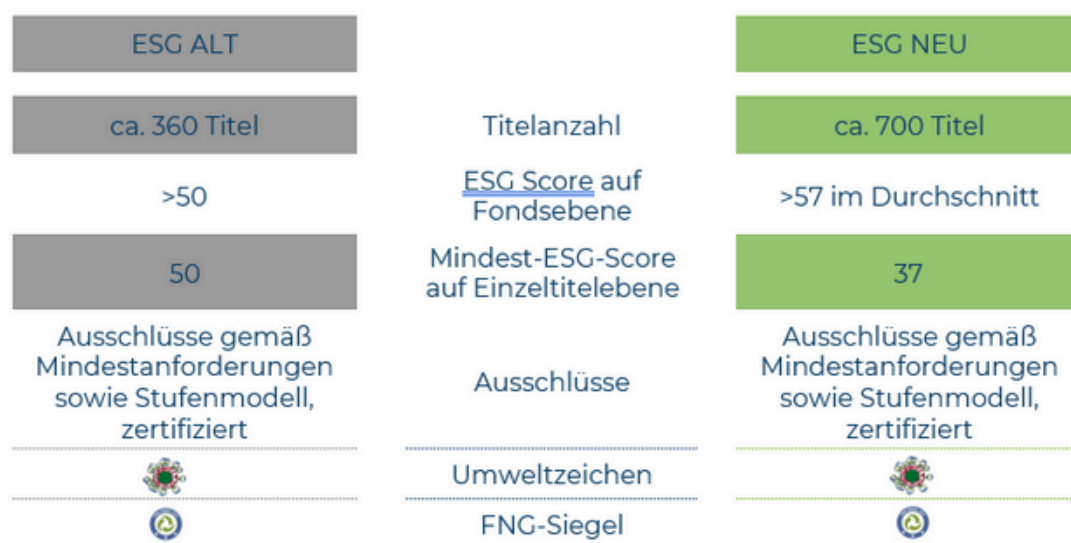 ESG ALT
ESG NEU
ca. 360 Titel
Titelanzahl
ca. 700 Titel
>50
ESG Score auf
Fondsebene
>57 im Durchschnitt
50
Mindest-ESG-Score
auf Einzeltitelebene
37
Ausschlüsse gemäß
Mindestanforderungen
sowie Stufenmodell,
zertifiziert
Ausschlüsse
Ausschlüsse gemäß
Mindestanforderungen
sowie Stufenmodell,
zertifiziert
Umweltzeichen
FNG-Siegel